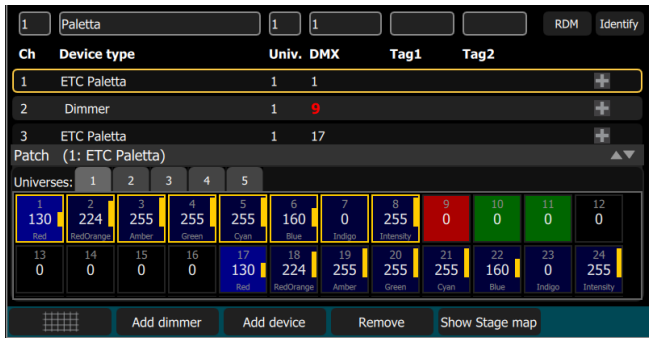 1 Paletta 1 1 RDM Identify
Ch Device type Univ. DMX Tag1 Tag2
1 ETC Paletta 1 1
2 Dimmer 1 9
3 ETC Paletta 1 17
Patch (1: ETC Paletta)
Universes: 1 2 3 4 5
1 2 3 4 5 6 7 8 9 10 11 12
130 224 255 255 255 160 0 255 0 0 0 0
Red RedOrange Amber Green Cyan Blue Indigo Intensity
13 14 15 16 17 18 19 20 21 22 23 24
0 0 0 0 130 224 255 255 255 160 0 255
Red RedOrange Amber Green Cyan Blue Indigo Intensity
Add dimmer Add device Remove Show Stage map